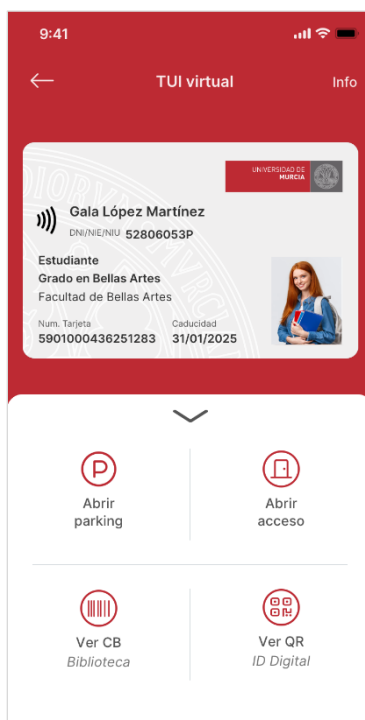 9:41
TUI virtual
Info
UNIVERSIDAD DE
MURCIA
Gala López Martínez
DNI/NIE/NIU 52806053P
Estudiante
Grado en Bellas Artes
Facultad de Bellas Artes
Num. Tarjeta Caducidad
5901000436251283 31/01/2025
P
Abrir
parking
Abrir
acceso
Ver CB
Biblioteca
Ver QR
ID Digital